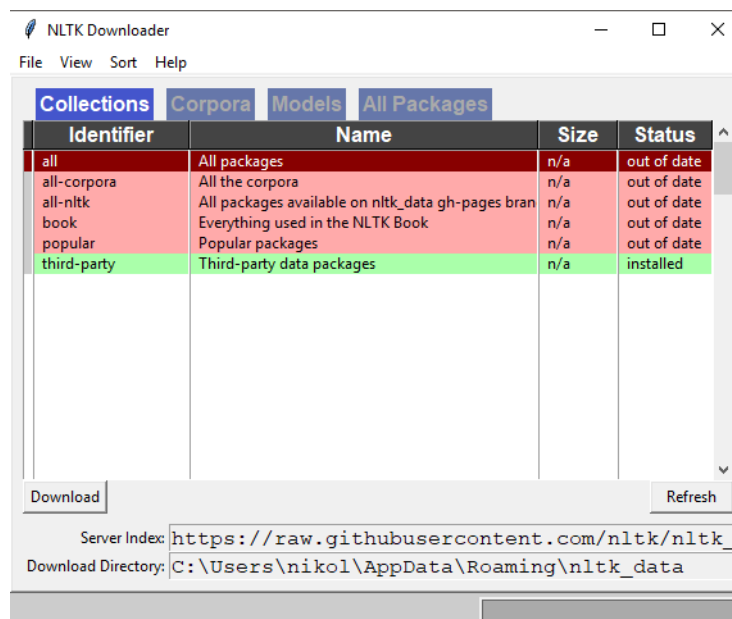 NLTK Downloader
File View Sort Help
Collections Corpora Models All Packages
Identifier Name Size Status
all All packages n/a out of date
all-corpora All the corpora n/a out of date
all-nltk All packages available on nltk_data gh-pages bran n/a out of date
book Everything used in the NLTK Book n/a out of date
popular Popular packages n/a out of date
third-party Third-party data packages n/a installed
Download Refresh
Server Index: https://raw.githubusercontent.com/nltk/nltk_
Download Directory: C:\Users\nikol\AppData\Roaming\nltk_data